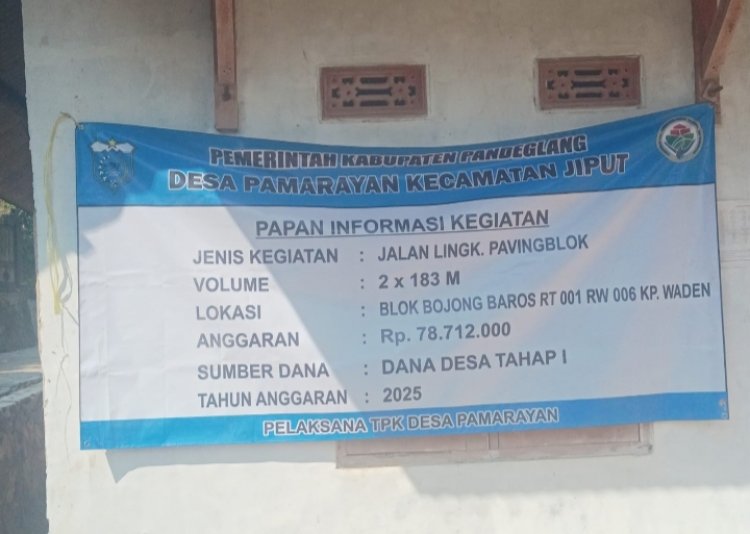 PEMERINTAH KABUPATEN PANDEGLANG
DESA PAMARAYAN KECAMATAN JIPUT
PAPAN INFORMASI KEGIATAN
JENIS KEGIATAN : JALAN LINGK. PAVINGBLOK
VOLUME : 2 x 183 M
LOKASI : BLOK BOJONG BAROS RT 001 RW 006 KP. WADEN
ANGGARAN : Rp. 78.712.000
SUMBER DANA : DANA DESA TAHAP I
TAHUN ANGGARAN : 2025
PELAKSANA TPK DESA PAMARAYAN